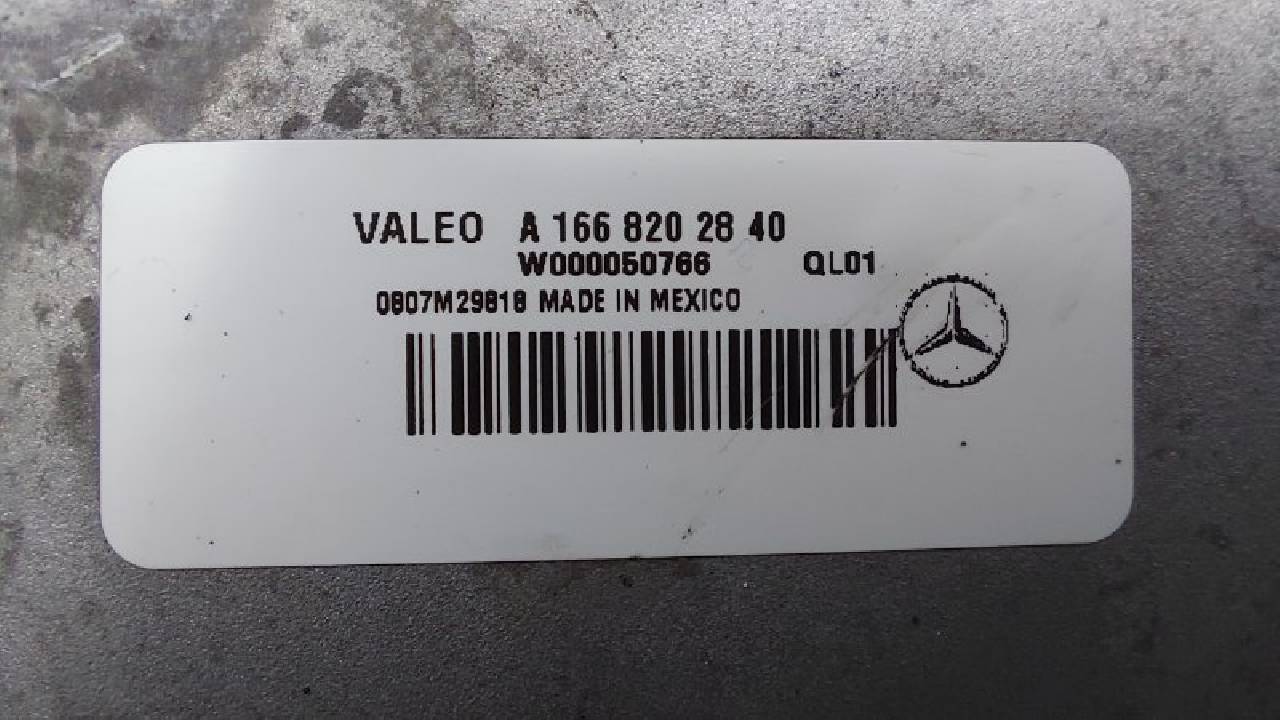 VALEO A 166 820 28 40
W000050766 QL01
0807M29818 MADE IN MEXICO